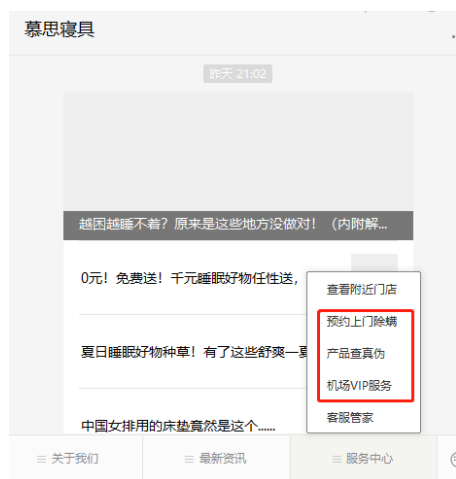 慕思寝具
昨天 21:02
越困越睡不着？原来是这些地方没做对！（内附解...
0元！免费送！千元睡眠好物任性送，
查看附近门店
预约上门除螨
夏日睡眠好物种草！有了这些舒爽一夏
产品查真伪
机场VIP服务
中国女排用的床垫竟然是这个......
客服管家
关于我们
最新资讯
服务中心